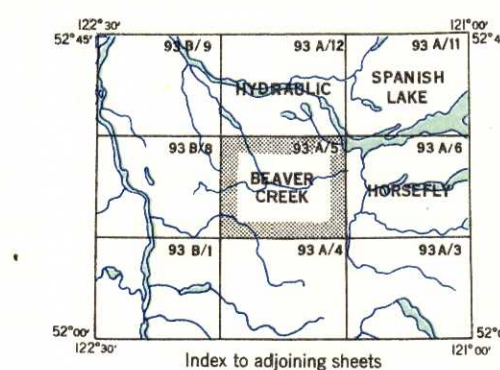 122°30' 121°00'
52°45' 52°4
93 B/9 93 A/12 93 A/11
HYDRAULIC SPANISH
LAKE
93 B/8 93 A/5 93 A/6
BEAVER
CREEK HORSEFLY
93 B/1 93 A/4 93 A/3
52°00' 52°0
122°30' 121°00'
Index to adjoining sheets